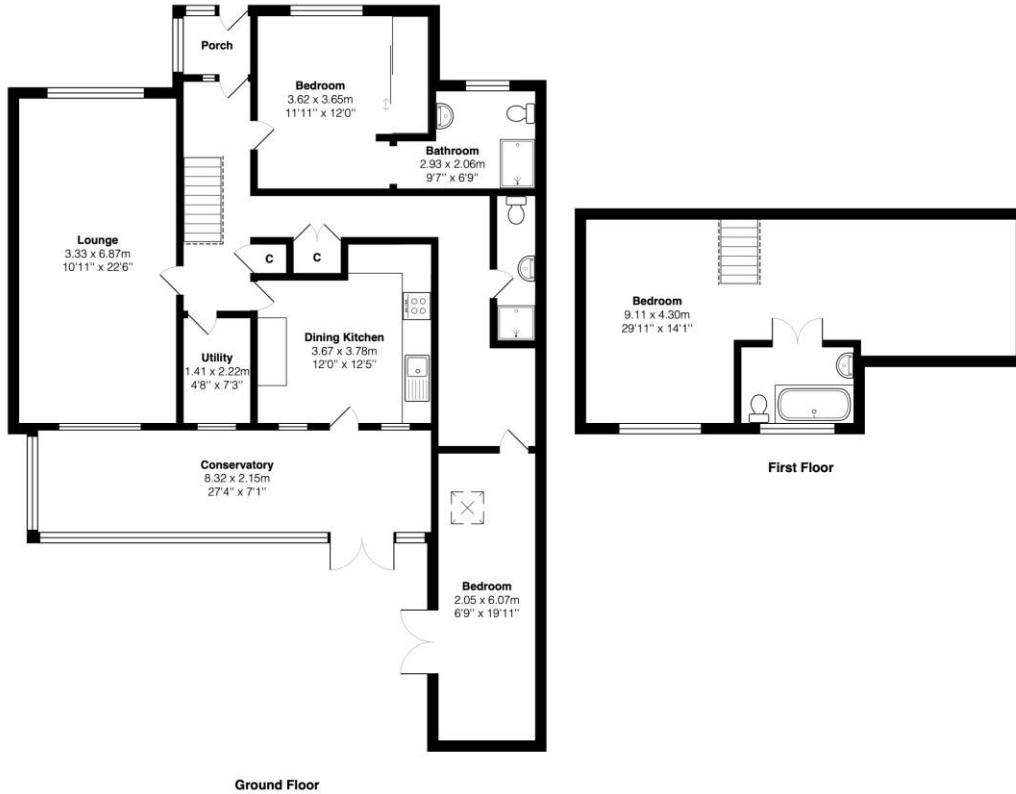 Porch
Bedroom
3.62 x 3.65m
11'11'' x 12'0''
Bathroom
2.93 x 2.06m
9'7'' x 6'9''
Lounge
3.33 x 6.87m
10'11'' x 22'6''
C
C
Dining Kitchen
3.67 x 3.78m
12'0'' x 12'5''
Utility
1.41 x 2.22m
4'8'' x 7'3''
Conservatory
8.32 x 2.15m
27'4'' x 7'1''
Bedroom
2.05 x 6.07m
6'9'' x 19'11''
Ground Floor
Bedroom
9.11 x 4.30m
29'11'' x 14'1''
First Floor